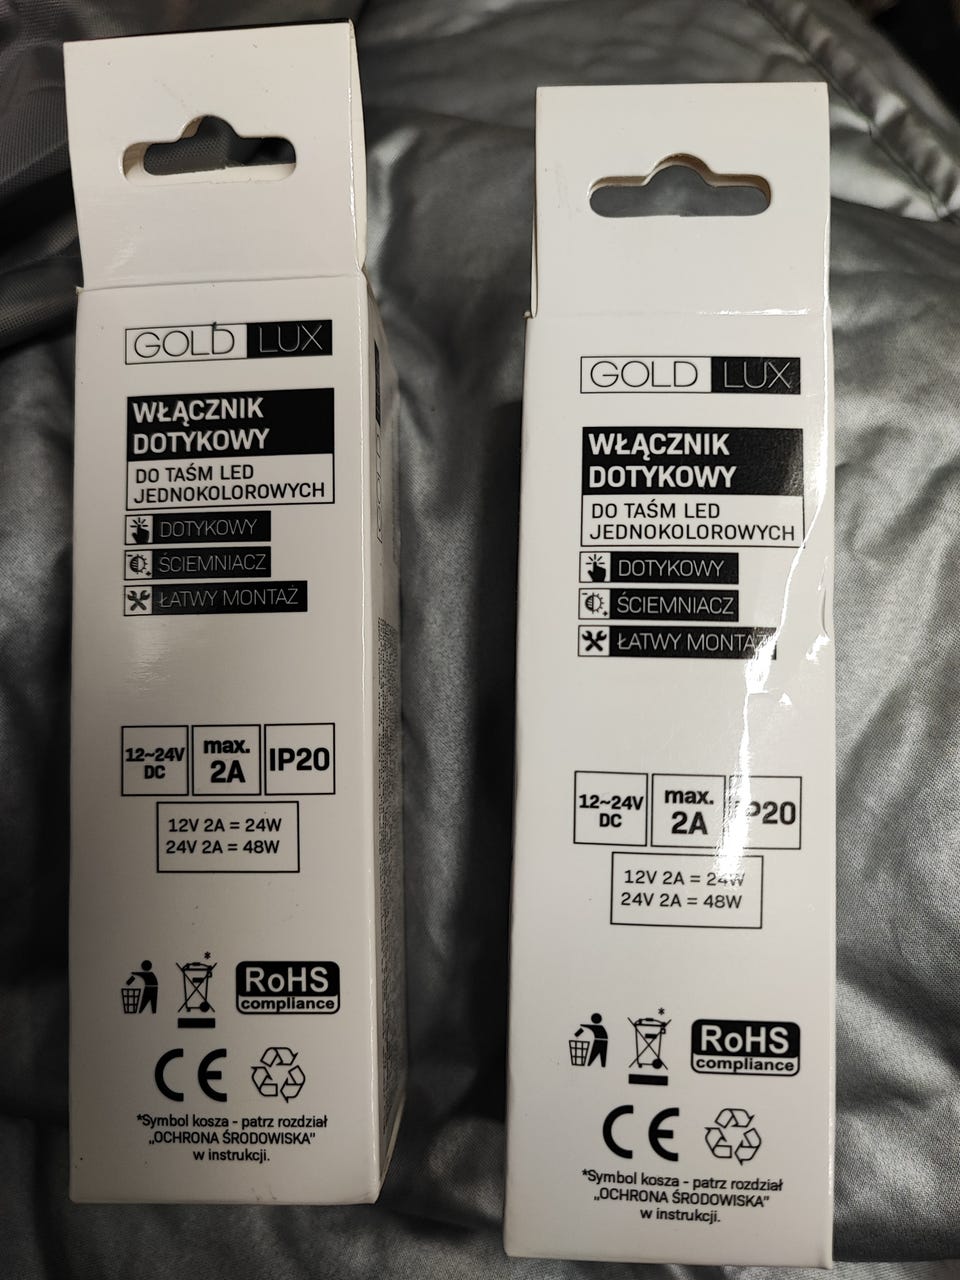 GOLD LUX
WŁĄCZNIK
DOTYKOWY
DO TAŚM LED
JEDNOKOLOROWYCH
DOTYKOWY
ŚCIEMNIACZ
ŁATWY MONTAŻ
12~24V
DC
max.
2A
IP20
12V 2A = 24W
24V 2A = 48W
*
RoHS
compliance
CE
*Symbol kosza - patrz rozdział
„OCHRONA ŚRODOWISKA”
w instrukcji.
GOLD LUX
WŁĄCZNIK
DOTYKOWY
DO TAŚM LED
JEDNOKOLOROWYCH
DOTYKOWY
ŚCIEMNIACZ
ŁATWY MONTAŻ
12~24V
DC
max.
2A
IP20
12V 2A = 24W
24V 2A = 48W
*
RoHS
compliance
CE
*Symbol kosza - patrz rozdział
„OCHRONA ŚRODOWISKA”
w instrukcji.